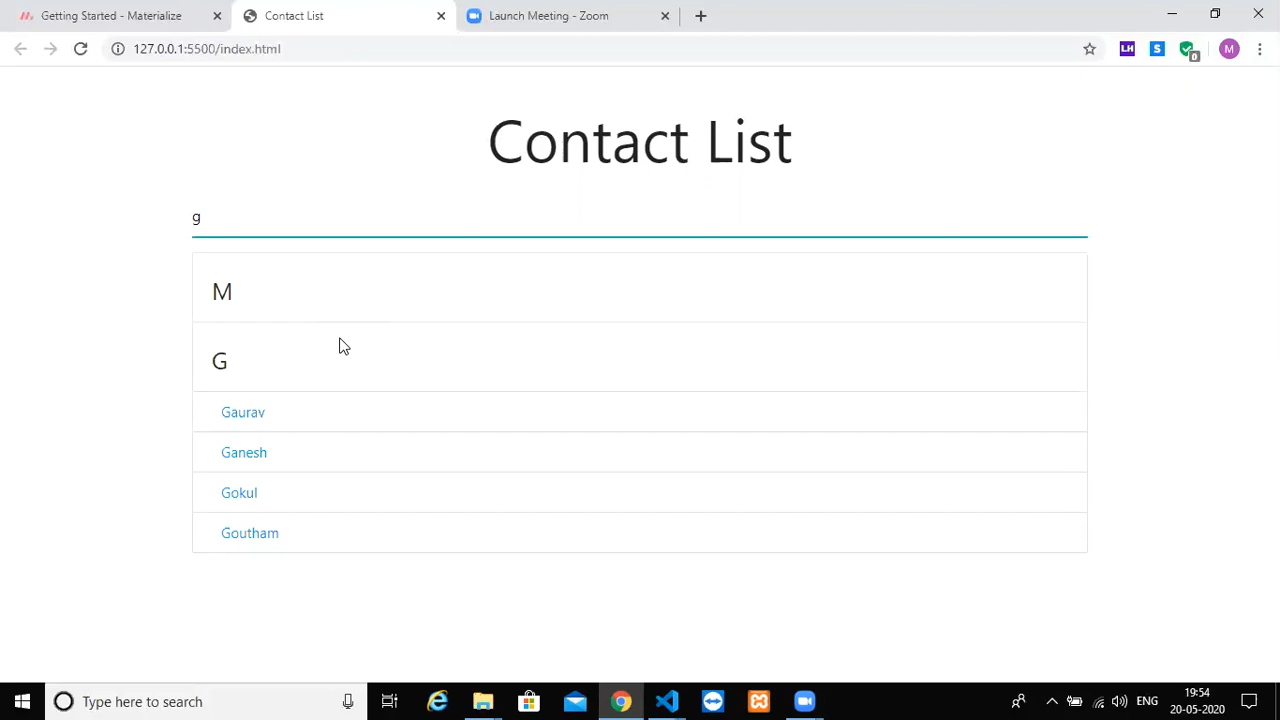 Getting Started - Materialize
Contact List
Launch Meeting - Zoom
127.0.0.1:5500/index.html
LH
S
0
M
Contact List
g
M
G
Gaurav
Ganesh
Gokul
Goutham
Type here to search
ENG
19:54
20-05-2020